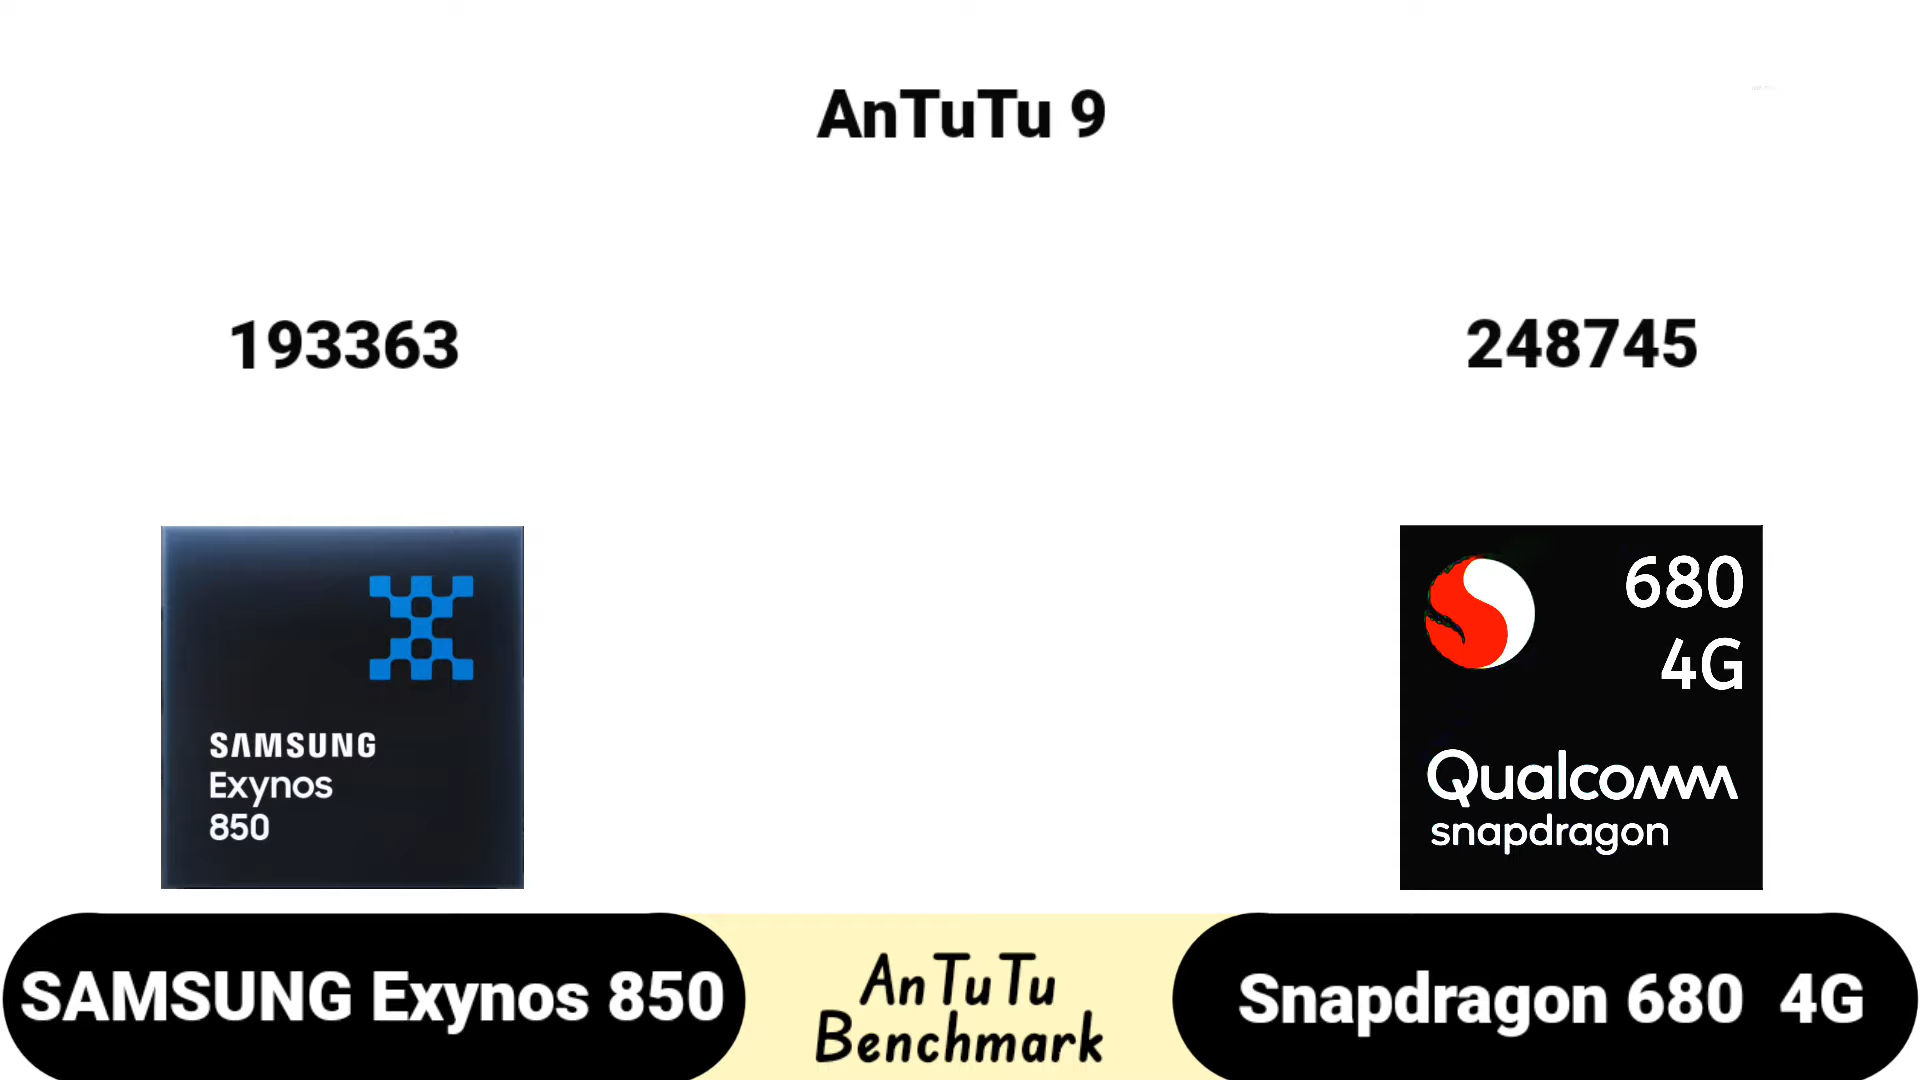 AnTuTu 9
193363
248745
SAMSUNG
Exynos
850
680
4G
Qualcomm
snapdragon
SAMSUNG Exynos 850
AnTuTu
Benchmark
Snapdragon 680 4G